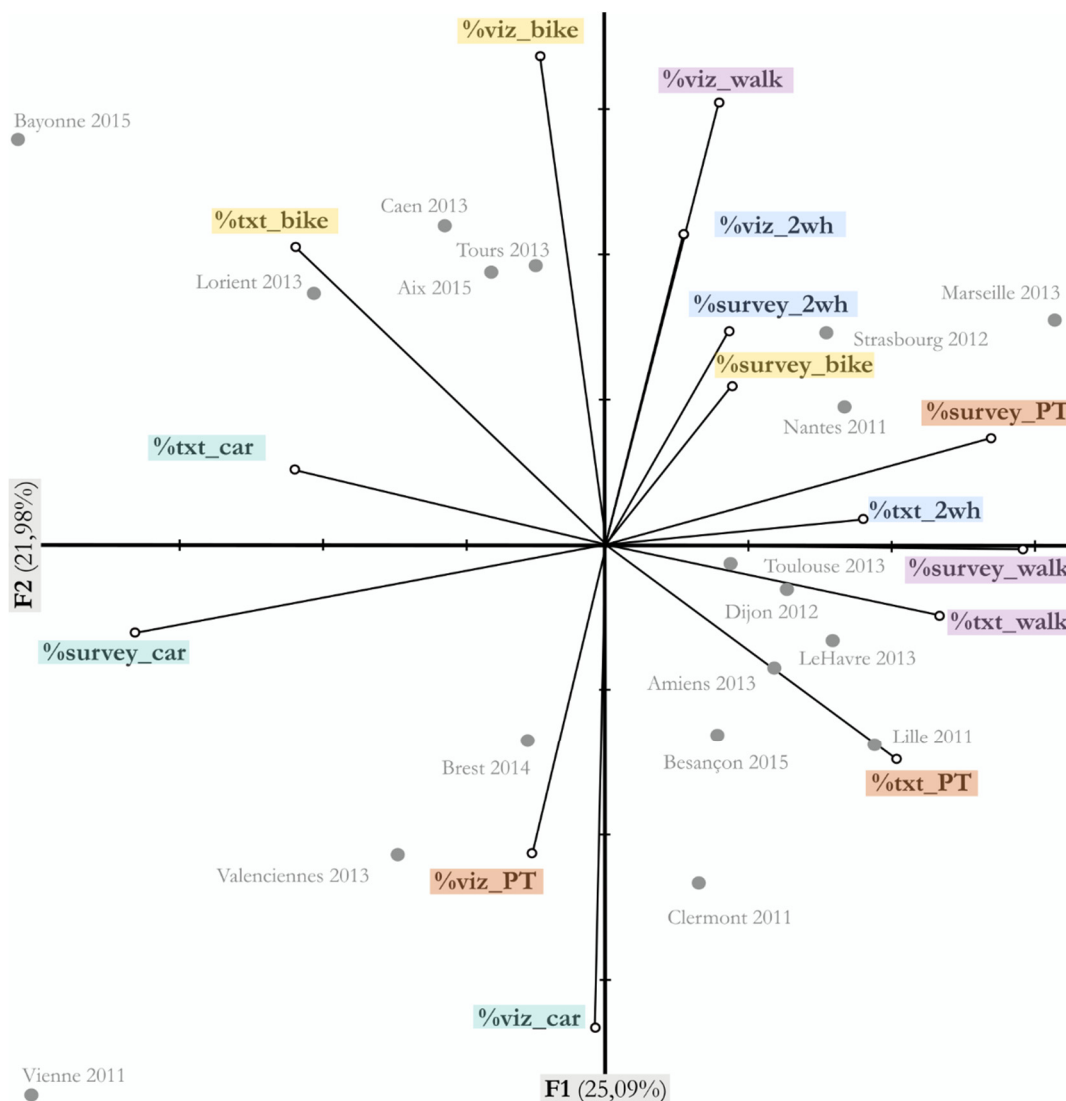 %viz_bike
%viz_walk
Bayonne 2015
Caen 2013
%txt_bike
%viz_2wh
Tours 2013
Lorient 2013
Aix 2015
Marseille 2013
%survey_2wh
Strasbourg 2012
%survey_bike
%survey_PT
Nantes 2011
%txt_car
%txt_2wh
F2 (21,98%)
Toulouse 2013
%survey_walk
Dijon 2012
%txt_walk
%survey_car
LeHavre 2013
Amiens 2013
Lille 2011
Brest 2014
Besançon 2015
%txt_PT
Valenciennes 2013
%viz_PT
Clermont 2011
%viz_car
Vienne 2011
F1 (25,09%)